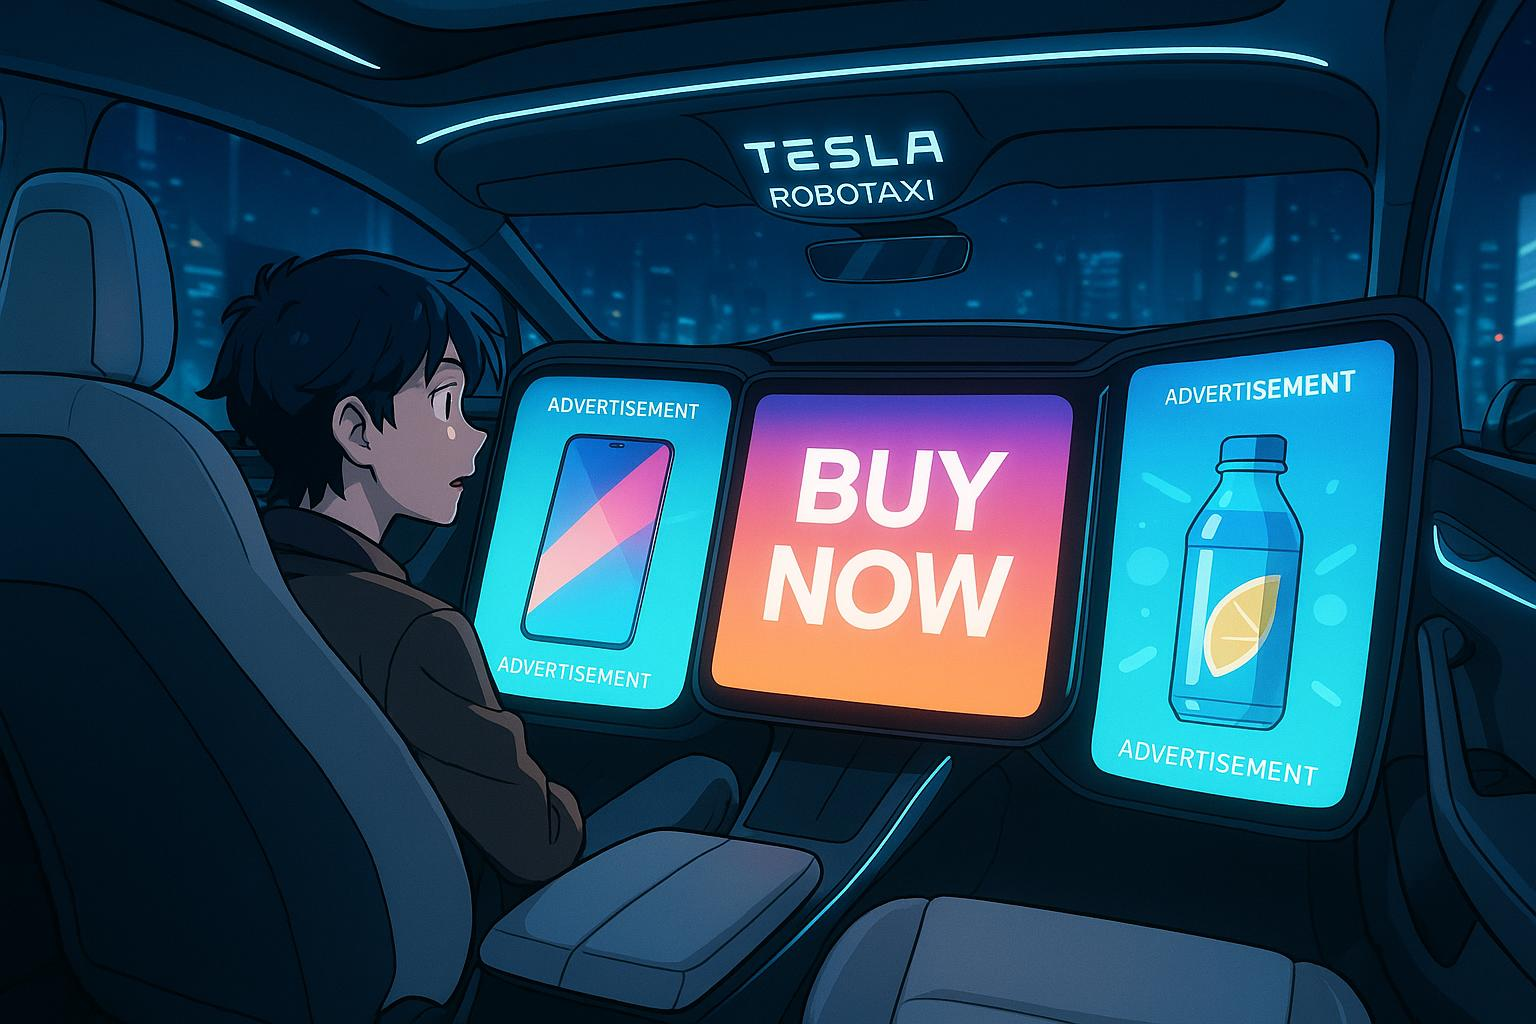 TESLA
ROBOTAXI
ADVERTISEMENT
ADVERTISEMENT
BUY
NOW
ADVERTISEMENT
ADVERTISEMENT